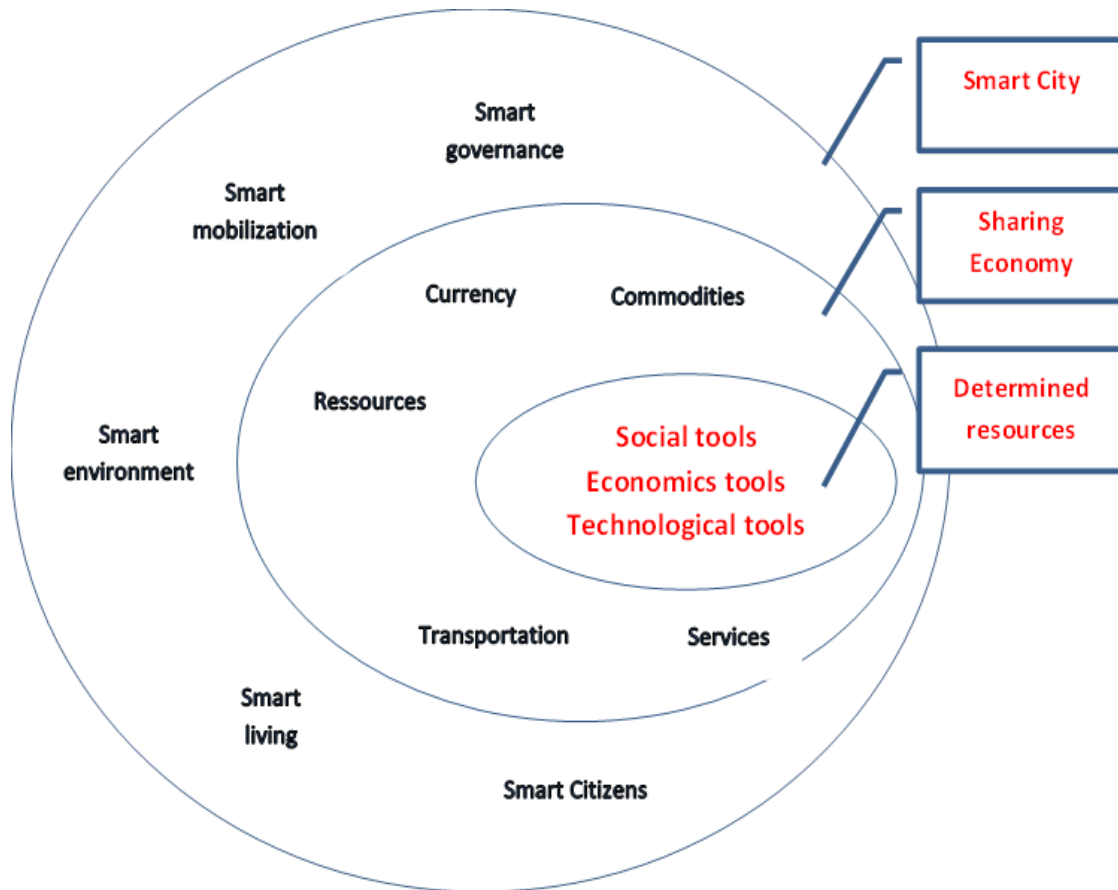 Smart City
Smart
governance
Smart
mobilization
Sharing
Economy
Currency
Commodities
Determined
resources
Ressources
Smart
environment
Social tools
Economics tools
Technological tools
Transportation
Services
Smart
living
Smart Citizens